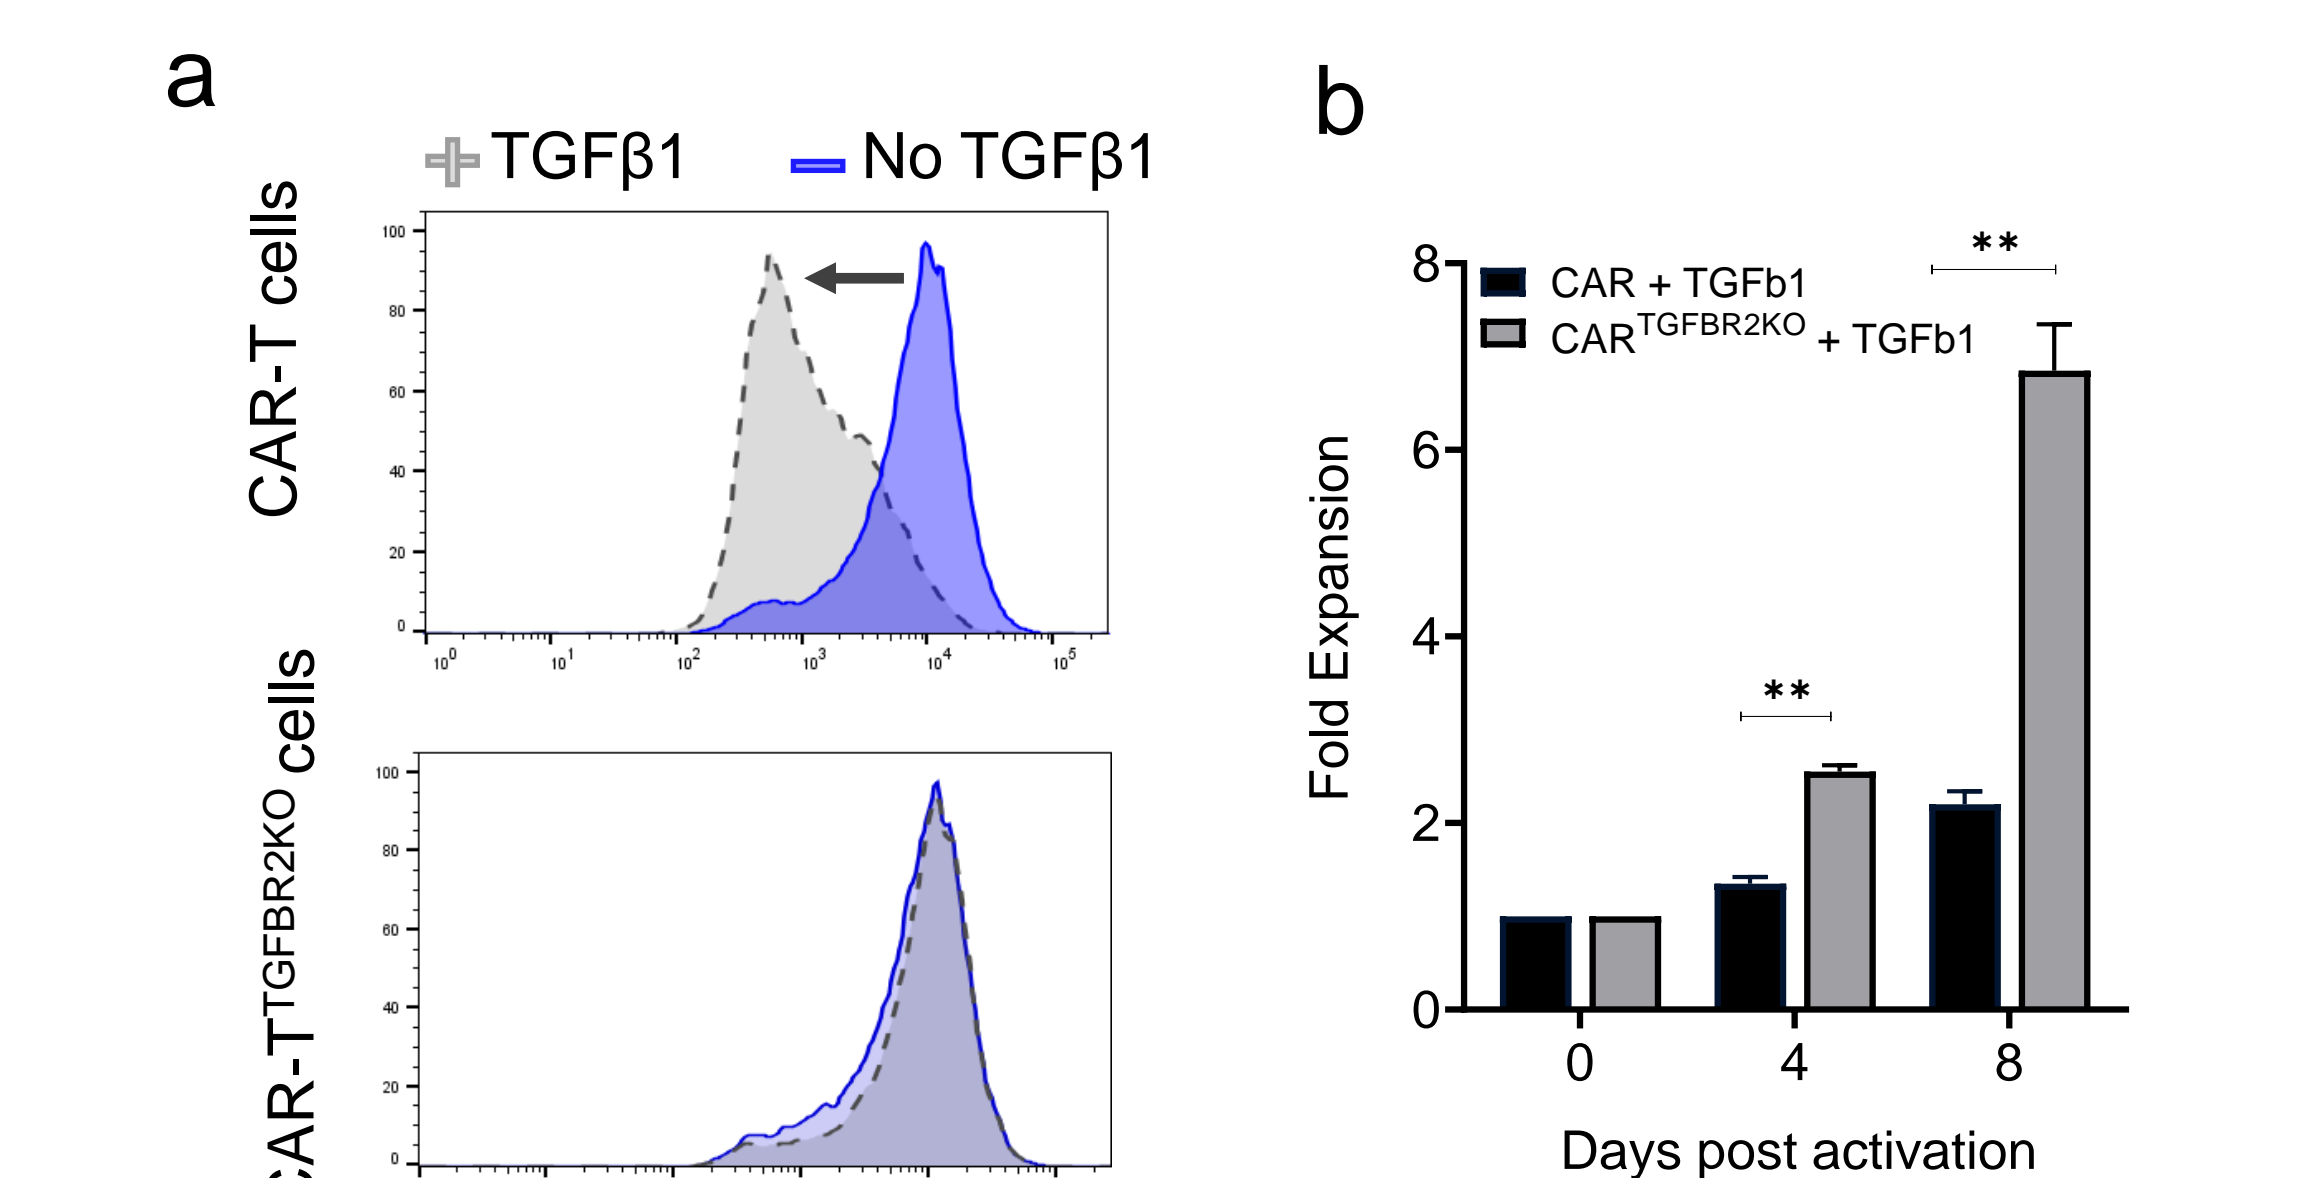 a
TGFβ1
No TGFβ1
CAR-T cells
100
80
60
40
20
0
10^0 10^1 10^2 10^3 10^4 10^5
CAR-T^TGFBR2KO cells
100
80
60
40
20
0
b
**
CAR + TGFb1
CAR^TGFBR2KO + TGFb1
**
Fold Expansion
8
6
4
2
0
0 4 8
Days post activation